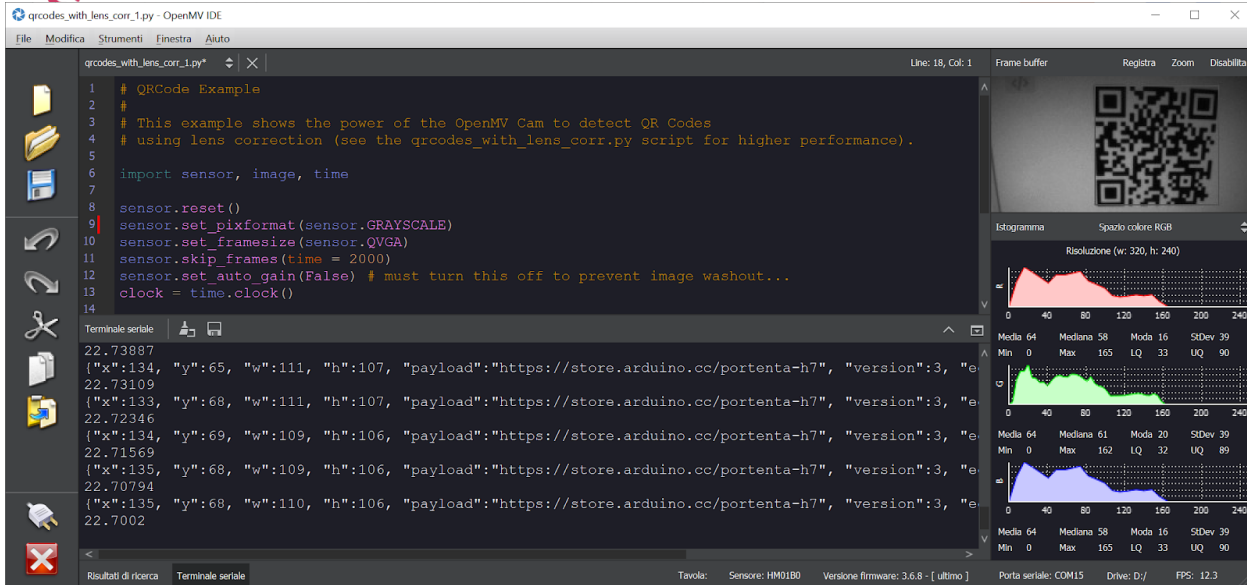 qrcodes_with_lens_corr_1.py - OpenMV IDE
File Modifica Strumenti Finestra Aiuto
qrcodes_with_lens_corr_1.py* Line: 18, Col: 1 Frame buffer Registra Zoom Disabilita
1 # QRCode Example
2 #
3 # This example shows the power of the OpenMV Cam to detect QR Codes
4 # using lens correction (see the qrcodes_with_lens_corr.py script for higher performance).
5
6 import sensor, image, time
7
8 sensor.reset()
9 sensor.set_pixformat(sensor.GRAYSCALE)
10 sensor.set_framesize(sensor.QVGA)
11 sensor.skip_frames(time = 2000)
12 sensor.set_auto_gain(False) # must turn this off to prevent image washout...
13 clock = time.clock()
14
Terminale seriale
22.73887
{"x":134, "y":65, "w":111, "h":107, "payload":"https://store.arduino.cc/portenta-h7", "version":3, "e
22.73109
{"x":133, "y":68, "w":111, "h":107, "payload":"https://store.arduino.cc/portenta-h7", "version":3, "e
22.72346
{"x":134, "y":69, "w":109, "h":106, "payload":"https://store.arduino.cc/portenta-h7", "version":3, "e
22.71569
{"x":135, "y":68, "w":109, "h":106, "payload":"https://store.arduino.cc/portenta-h7", "version":3, "e
22.70794
{"x":135, "y":68, "w":110, "h":106, "payload":"https://store.arduino.cc/portenta-h7", "version":3, "e
22.7002
Istogramma Spazio colore RGB
Risoluzione (w: 320, h: 240)
R
0 40 80 120 160 200 240
Media 64 Mediana 58 Moda 16 StDev 39
Min 0 Max 165 LQ 33 UQ 90
G
0 40 80 120 160 200 240
Media 64 Mediana 61 Moda 20 StDev 39
Min 0 Max 162 LQ 32 UQ 89
B
0 40 80 120 160 200 240
Media 64 Mediana 58 Moda 16 StDev 39
Min 0 Max 165 LQ 33 UQ 90
Risultati di ricerca Terminale seriale Tavola: Sensore: HM01B0 Versione firmware: 3.6.8 - [ ultimo ] Porta seriale: COM15 Drive: D:/ FPS: 12.3